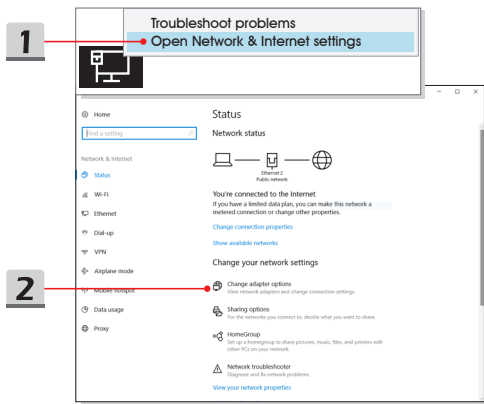 1
Troubleshoot problems
Open Network & Internet settings
Home
Find a setting
Network & Internet
Status
Wi-Fi
Ethernet
Dial-up
VPN
Airplane mode
Mobile hotspot
Data usage
Proxy
Status
Network status
Ethernet 2
Public network
You're connected to the Internet
If you have a limited data plan, you can make this network a
metered connection or change other properties.
Change connection properties
Show available networks
Change your network settings
2
Change adapter options
View network adapters and change connection settings.
Sharing options
For the networks you connect to, decide what you want to share.
HomeGroup
Set up a homegroup to share pictures, music, files, and printers with
other PCs on your network.
Network troubleshooter
Diagnose and fix network problems.
View your network properties